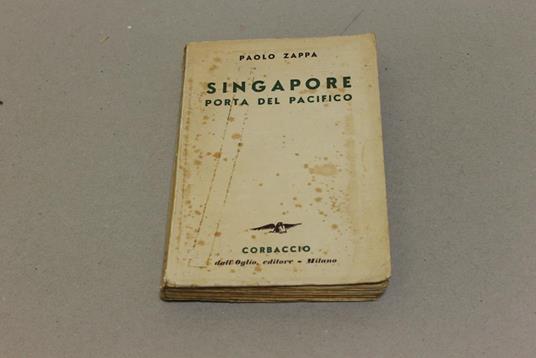 PAOLO ZAPPA
SINGAPORE
PORTA DEL PACIFICO
CORBACCIO
dall'Oglio, editore - Milano